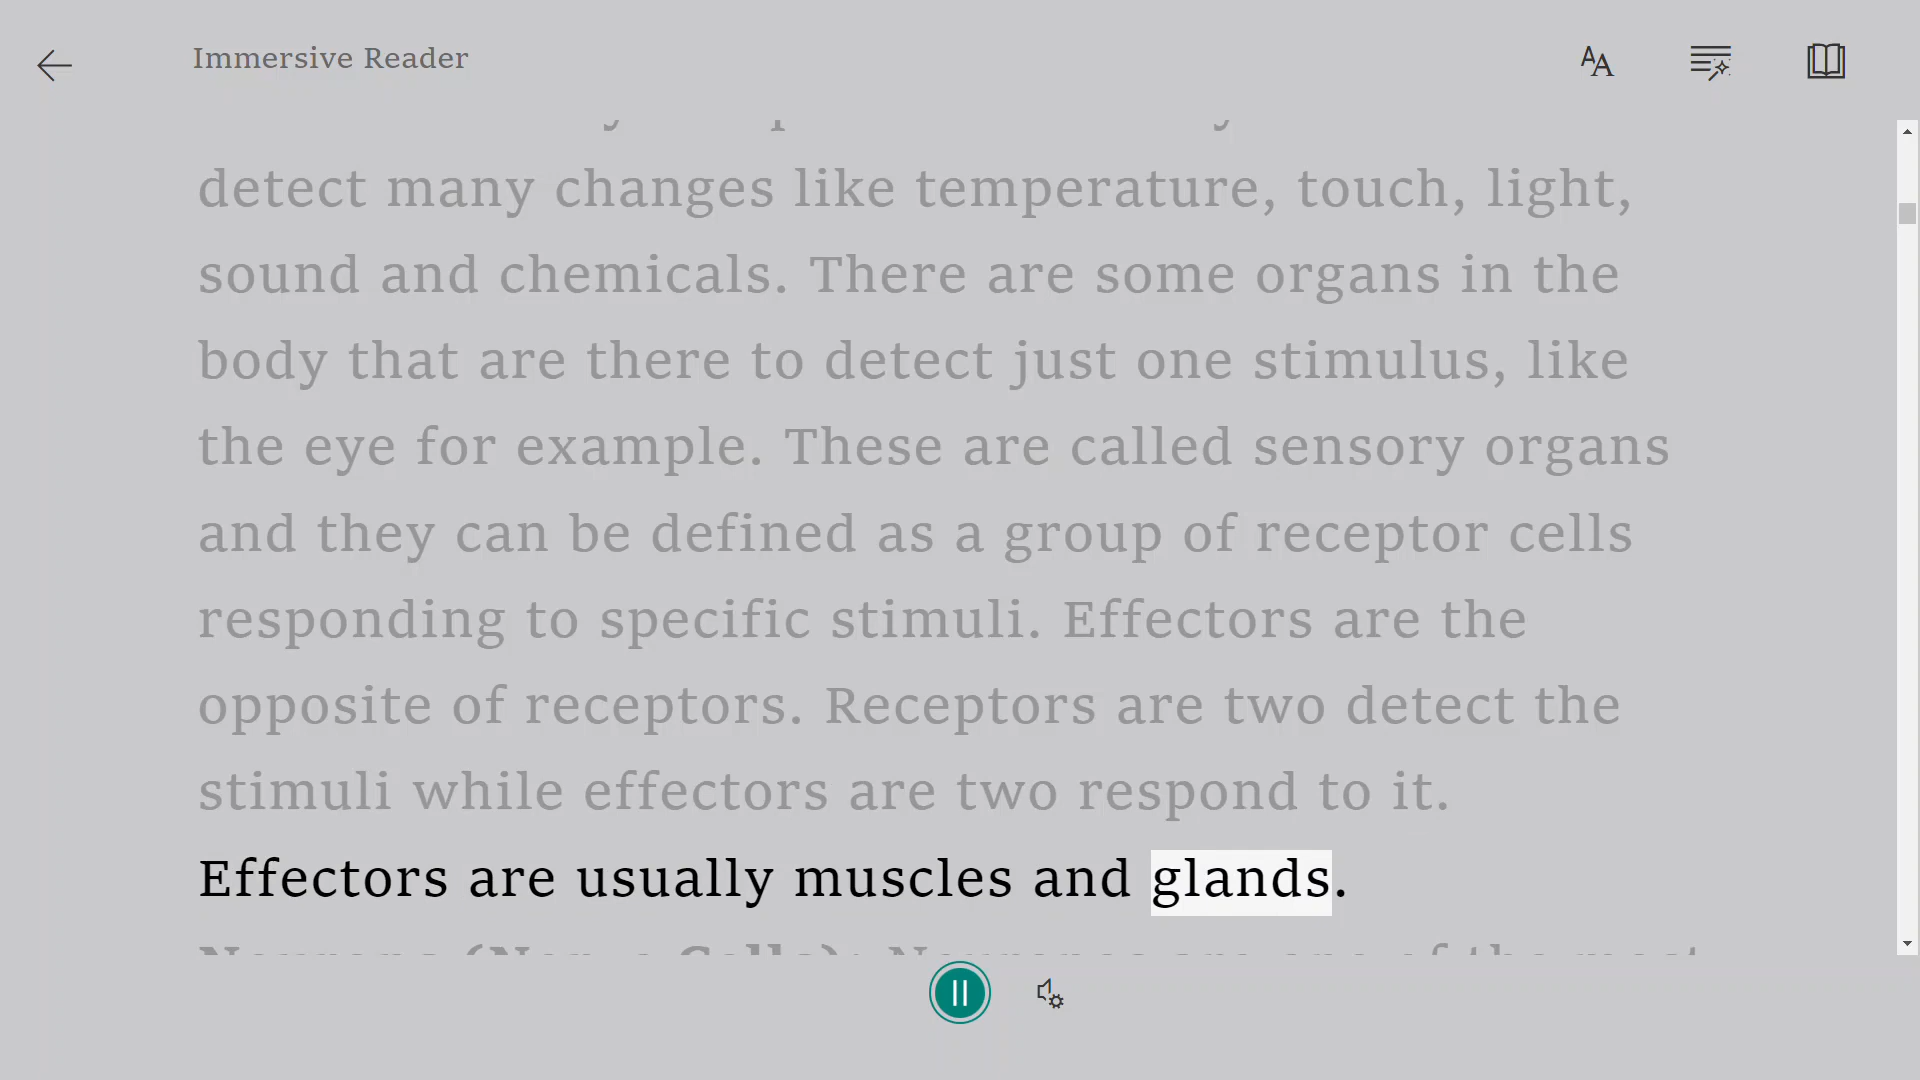 Immersive Reader
detect many changes like temperature, touch, light,
sound and chemicals. There are some organs in the
body that are there to detect just one stimulus, like
the eye for example. These are called sensory organs
and they can be defined as a group of receptor cells
responding to specific stimuli. Effectors are the
opposite of receptors. Receptors are two detect the
stimuli while effectors are two respond to it.
Effectors are usually muscles and glands.